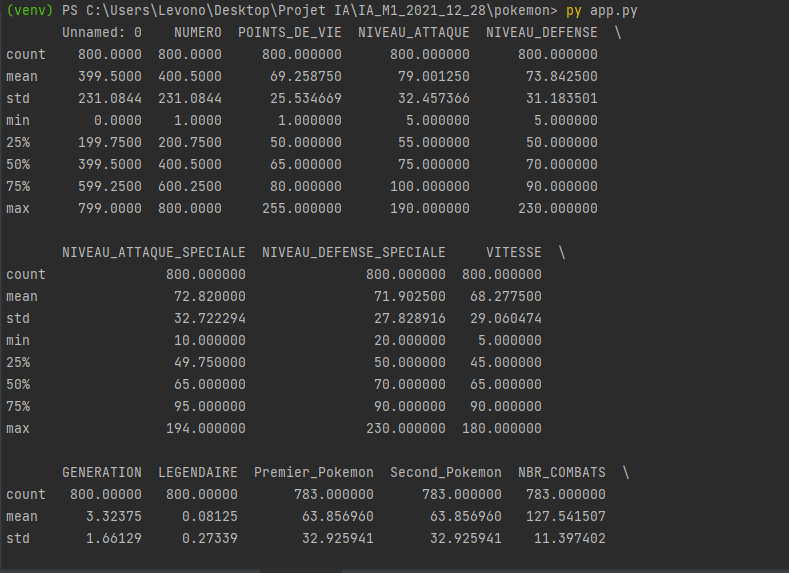 (venv) PS C:\Users\Levono\Desktop\Projet IA\IA_M1_2021_12_28\pokemon> py app.py
Unnamed: 0 NUMERO POINTS_DE_VIE NIVEAU_ATTAQUE NIVEAU_DEFENSE \
count 800.0000 800.0000 800.000000 800.000000 800.000000
mean 399.5000 400.5000 69.258750 79.001250 73.842500
std 231.0844 231.0844 25.534669 32.457366 31.183501
min 0.0000 1.0000 1.000000 5.000000 5.000000
25% 199.7500 200.7500 50.000000 55.000000 50.000000
50% 399.5000 400.5000 65.000000 75.000000 70.000000
75% 599.2500 600.2500 80.000000 100.000000 90.000000
max 799.0000 800.0000 255.000000 190.000000 230.000000
NIVEAU_ATTAQUE_SPECIALE NIVEAU_DEFENSE_SPECIALE VITESSE \
count 800.000000 800.000000 800.000000
mean 72.820000 71.902500 68.277500
std 32.722294 27.828916 29.060474
min 10.000000 20.000000 5.000000
25% 49.750000 50.000000 45.000000
50% 65.000000 70.000000 65.000000
75% 95.000000 90.000000 90.000000
max 194.000000 230.000000 180.000000
GENERATION LEGENDAIRE Premier_Pokemon Second_Pokemon NBR_COMBATS \
count 800.00000 800.00000 783.000000 783.000000 783.000000
mean 3.32375 0.08125 63.856960 63.856960 127.541507
std 1.66129 0.27339 32.925941 32.925941 11.397402